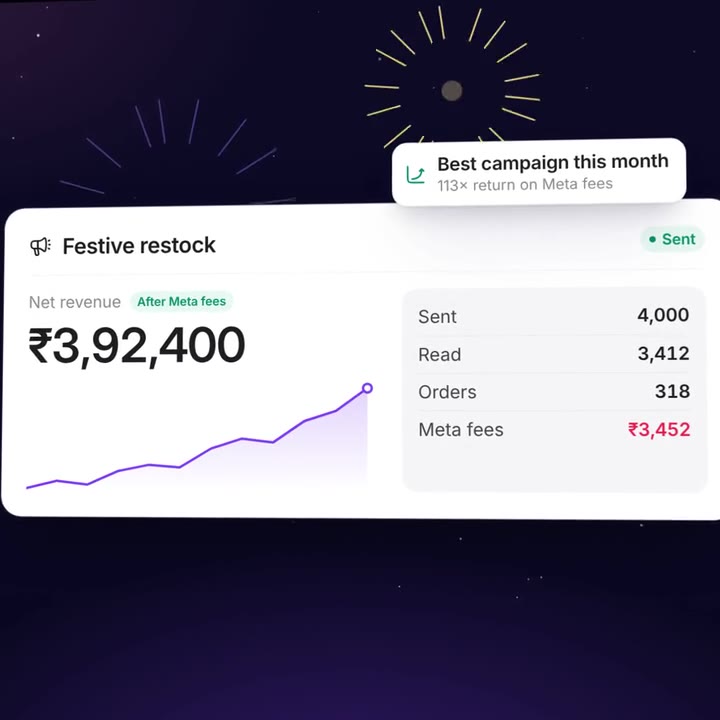 Best campaign this month
113× return on Meta fees
Festive restock
Sent
Net revenue
After Meta fees
₹3,92,400
Sent 4,000
Read 3,412
Orders 318
Meta fees ₹3,452